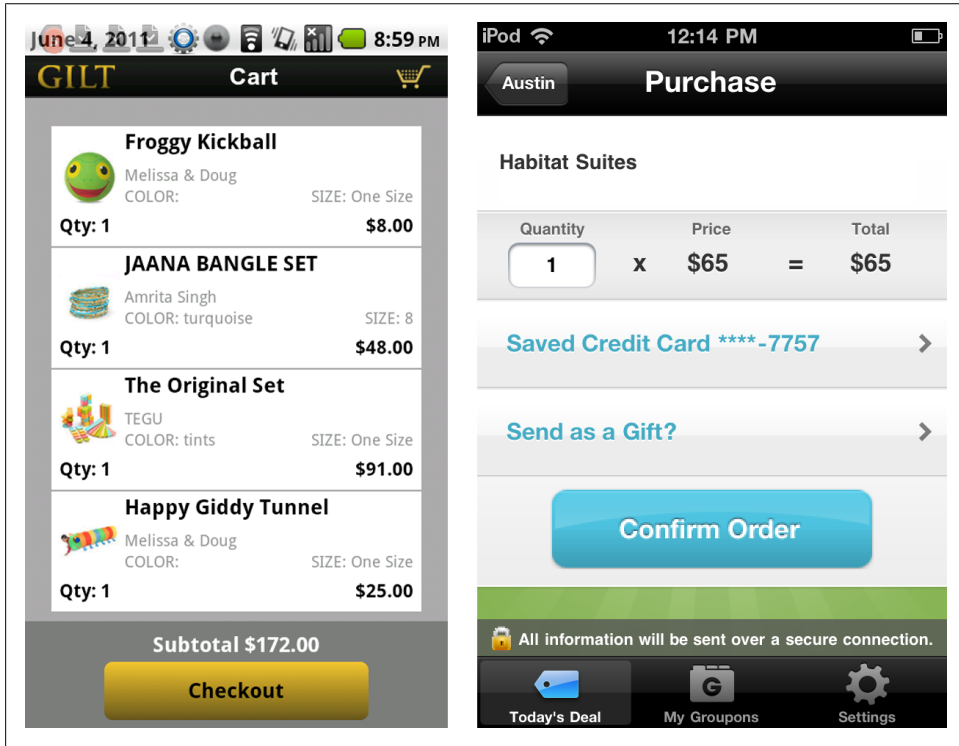 June 4, 2011 8:59 PM
GILT Cart
Froggy Kickball
Melissa & Doug
COLOR: SIZE: One Size
Qty: 1 $8.00
JAANA BANGLE SET
Amrita Singh
COLOR: turquoise SIZE: 8
Qty: 1 $48.00
The Original Set
TEGU
COLOR: tints SIZE: One Size
Qty: 1 $91.00
Happy Giddy Tunnel
Melissa & Doug
COLOR: SIZE: One Size
Qty: 1 $25.00
Subtotal $172.00
Checkout
iPod 12:14 PM
Austin Purchase
Habitat Suites
Quantity Price Total
1 x $65 = $65
Saved Credit Card ****-7757
Send as a Gift?
Confirm Order
All information will be sent over a secure connection.
G
Today's Deal My Groupons Settings